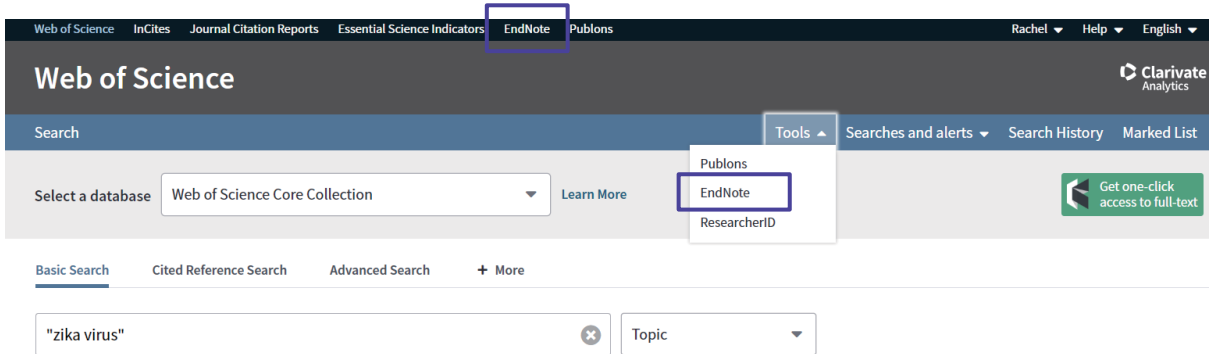 Web of Science InCites Journal Citation Reports Essential Science Indicators EndNote Publons Rachel Help English
Web of Science
Clarivate
Analytics
Search Tools Searches and alerts Search History Marked List
Publons
EndNote
ResearcherID
Select a database Web of Science Core Collection Learn More
Get one-click
access to full-text
Basic Search Cited Reference Search Advanced Search + More
"zika virus" Topic